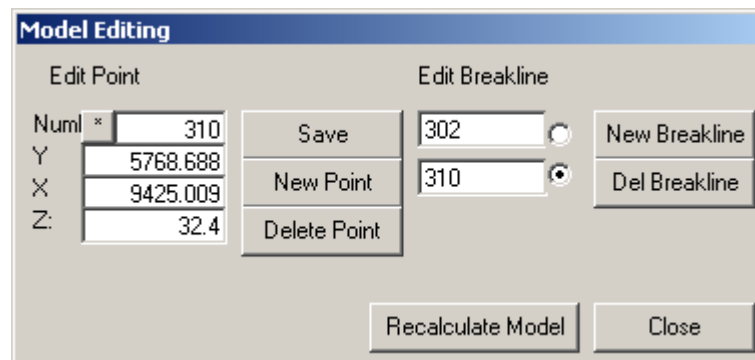 Model Editing
Edit Point Edit Breakline
Numl * 310 Save 302 New Breakline
Y 5768.688
X 9425.009 New Point 310 Del Breakline
Z: 32.4 Delete Point
Recalculate Model Close